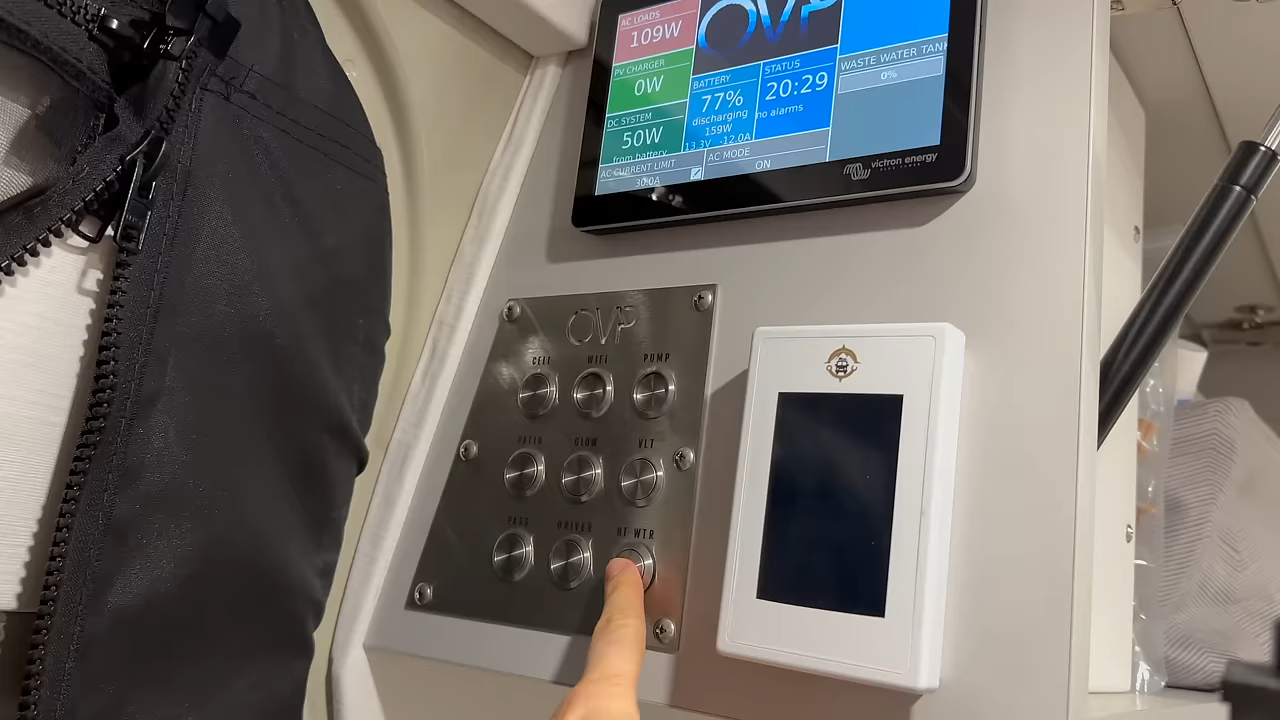 AC LOADS
109W
PV CHARGER
0W
DC SYSTEM
50W
from battery
AC CURRENT LIMIT
30.0A
OVP
BATTERY
77%
discharging
159W
13.3V -12.0A
STATUS
20:29
no alarms
AC MODE
ON
WASTE WATER TANK
0%
victron energy
BLUE POWER
OVP
CELL WIFI PUMP
PATIO GLOW VLT
PASS DRIVER HT WTR